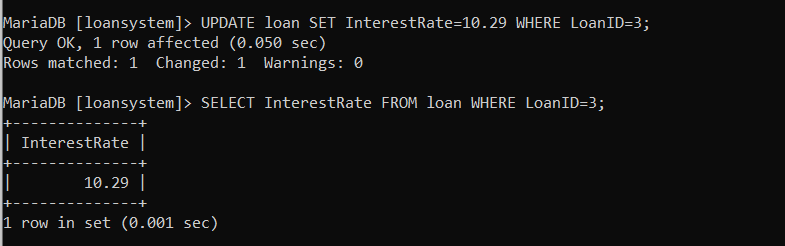 MariaDB [loansystem]> UPDATE loan SET InterestRate=10.29 WHERE LoanID=3;
Query OK, 1 row affected (0.050 sec)
Rows matched: 1  Changed: 1  Warnings: 0
MariaDB [loansystem]> SELECT InterestRate FROM loan WHERE LoanID=3;
+--------------+
| InterestRate |
+--------------+
|        10.29 |
+--------------+
1 row in set (0.001 sec)